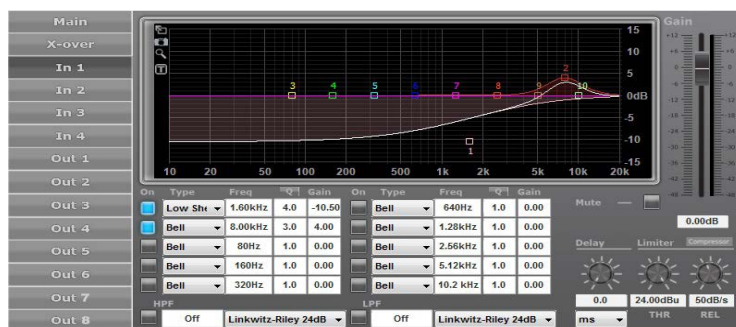 Main
X-over
In 1
In 2
In 3
In 4
Out 1
Out 2
Out 3
Out 4
Out 5
Out 6
Out 7
Out 8
T
15
10
5
0dB
-5
-10
-15
2
3 4 5 6 7 8 9 10
1
10 20 50 100 200 500 1k 2k 5k 10k 20k
On Type Freq Q Gain On Type Freq Q Gain
Low She 1.60kHz 4.0 -10.50 Bell 640Hz 1.0 0.00
Bell 8.00kHz 3.0 4.00 Bell 1.28kHz 1.0 0.00
Bell 80Hz 1.0 0.00 Bell 2.56kHz 1.0 0.00
Bell 160Hz 1.0 0.00 Bell 5.12kHz 1.0 0.00
Bell 320Hz 1.0 0.00 Bell 10.2 kHz 1.0 0.00
HPF LPF
Off Linkwitz-Riley 24dB Off Linkwitz-Riley 24dB
Gain
+12 +12
Mute
0.00dB
Delay Limiter Compressor
0.0 24.00dBu 50dB/s
ms THR REL